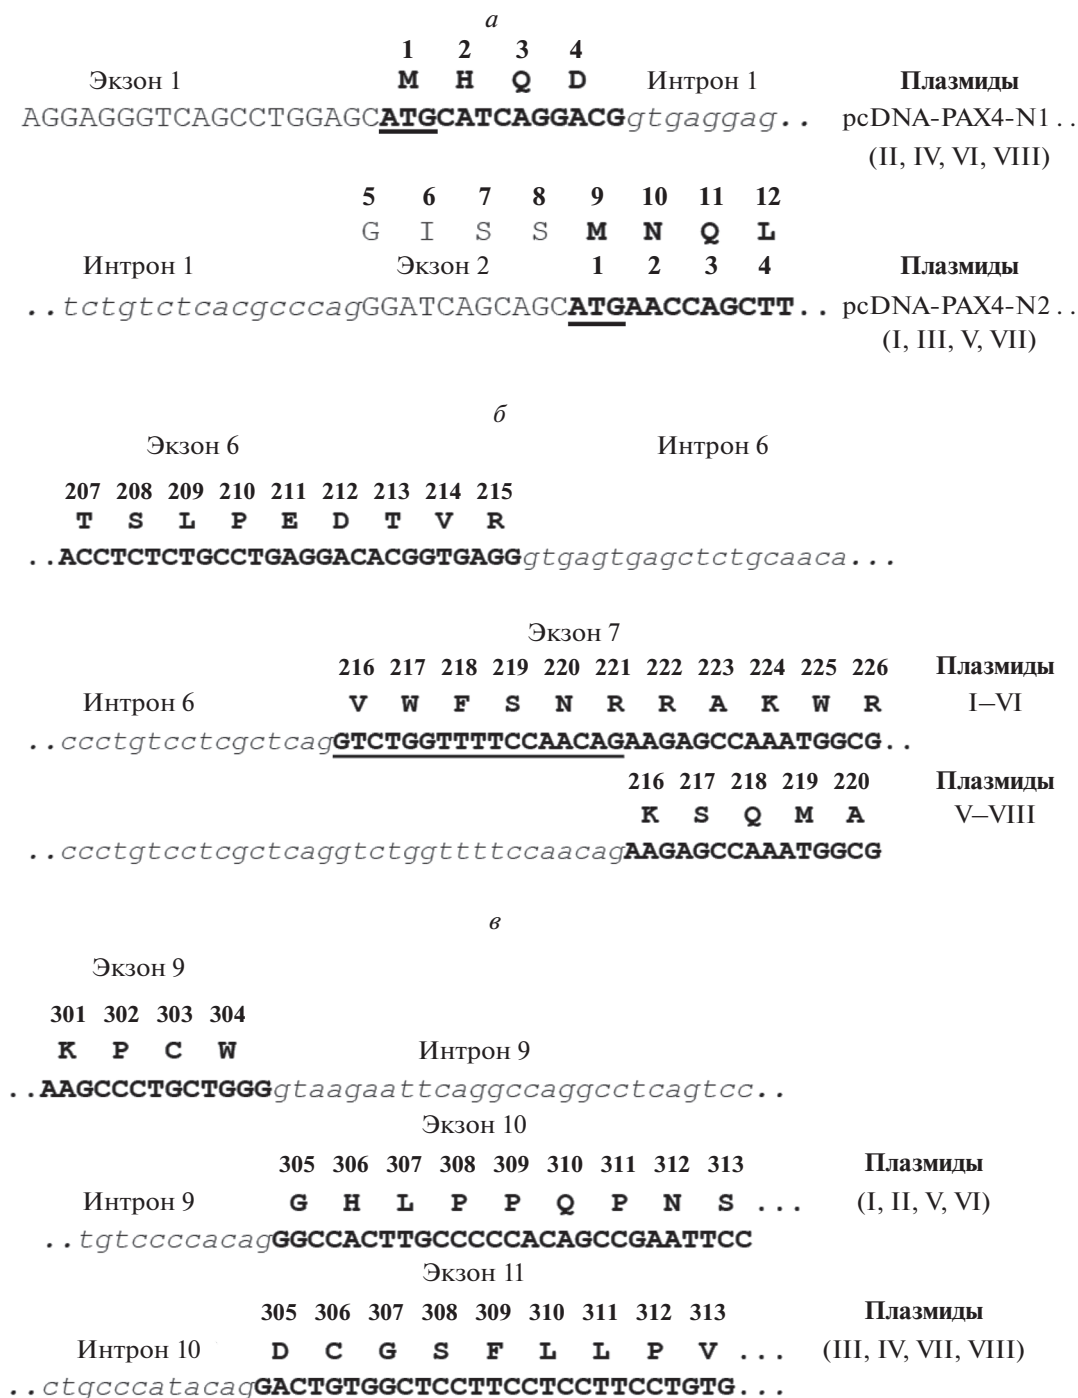 а
1 2 3 4
Экзон 1 M H Q D Интрон 1 Плазмиды
AGGAGGGTCAGCCTGGAGCATGCATCAGGACGgtgaggag.. pcDNA-PAX4-N1 . .
(II, IV, VI, VIII)
5 6 7 8 9 10 11 12
G I S S M N Q L
Интрон 1 Экзон 2 1 2 3 4 Плазмиды
..tctgtctcacgcccagGGATCAGCAGCATGAACCAGCTT.. pcDNA-PAX4-N2 . .
(I, III, V, VII)
б
Экзон 6 Интрон 6
207 208 209 210 211 212 213 214 215
T S L P E D T V R
..ACCTCTCTGCCTGAGGACACGGTGAGGgtgagtgagctctgcaaca...
Экзон 7
216 217 218 219 220 221 222 223 224 225 226 Плазмиды
Интрон 6 V W F S N R R A K W R I–VI
..ccctgtcctcgctcagGTCTGGTTTTCCAACAGAAGAGCCAAATGGCG..
216 217 218 219 220 Плазмиды
K S Q M A V–VIII
..ccctgtcctcgctcaggtctggttttccaacagAAGAGCCAAATGGCG
в
Экзон 9
301 302 303 304
K P C W Интрон 9
..AAGCCCTGCTGGGgtaagaattcaggccaggcctcagtcc..
Экзон 10
305 306 307 308 309 310 311 312 313 Плазмиды
Интрон 9 G H L P P Q P N S ... (I, II, V, VI)
..tgtccccacagGGCCACTTGCCCCCACAGCCGAATTCC
Экзон 11
305 306 307 308 309 310 311 312 313 Плазмиды
Интрон 10 D C G S F L L P V ... (III, IV, VII, VIII)
..ctgcccatacagGACTGTGGCTCCTTCCTCCTTCCTGTG...